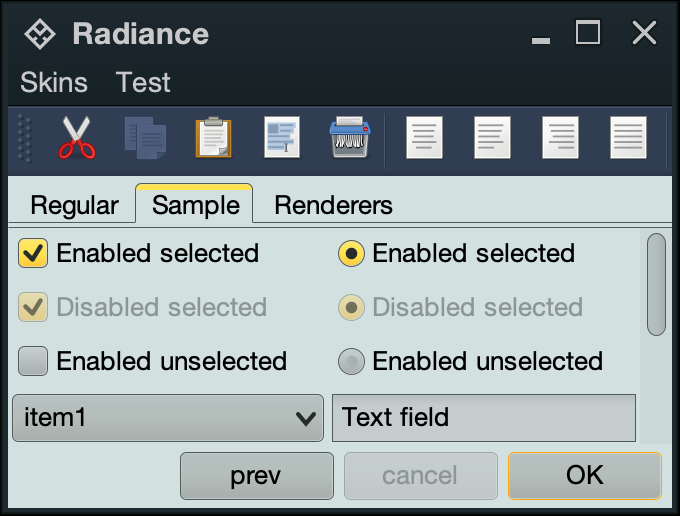 Radiance
Skins Test
Regular Sample Renderers
Enabled selected Enabled selected
Disabled selected Disabled selected
Enabled unselected Enabled unselected
item1 Text field
prev cancel OK